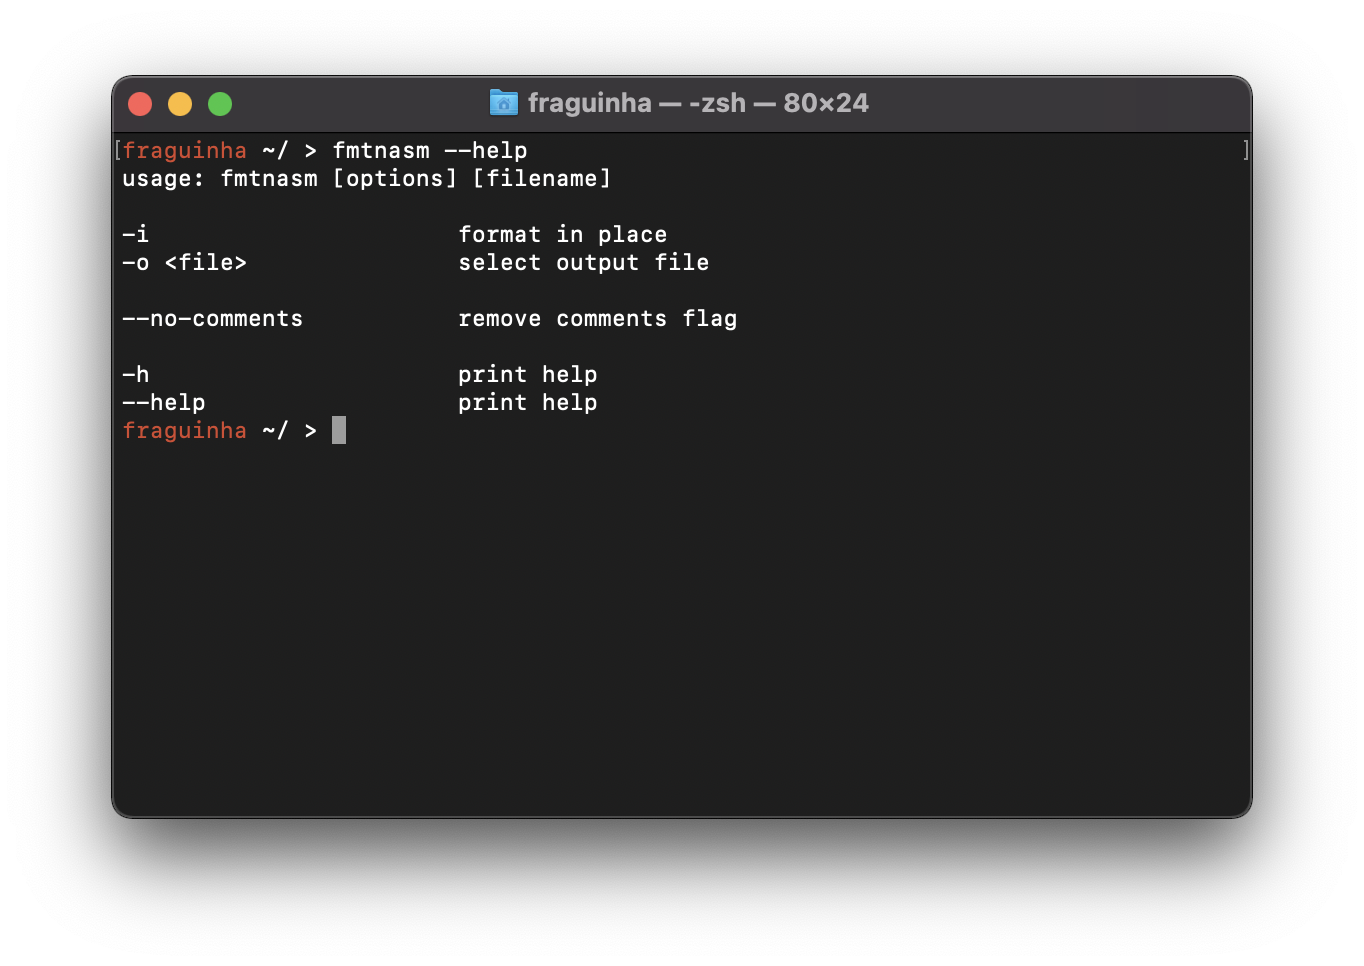 fraguinha — -zsh — 80×24
[fraguinha ~/ > fmtnasm --help ]
usage: fmtnasm [options] [filename]
-i format in place
-o <file> select output file
--no-comments remove comments flag
-h print help
--help print help
fraguinha ~/ >